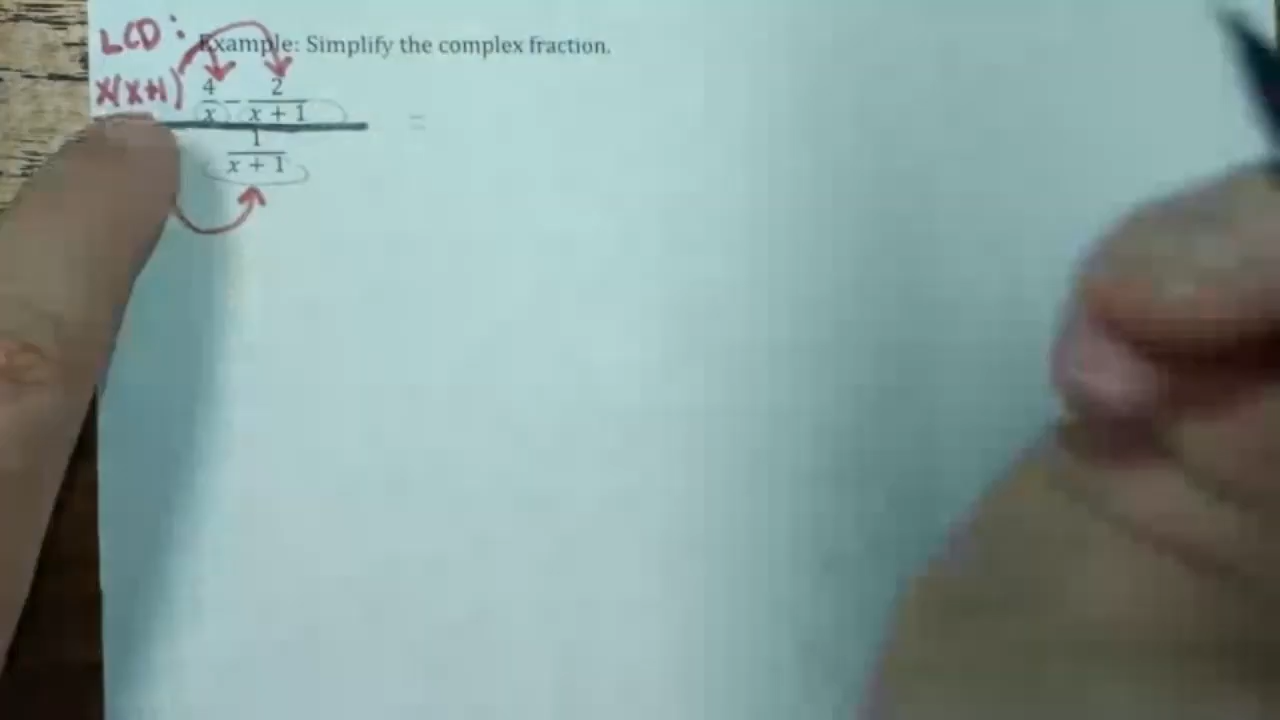 LCD:
Example: Simplify the complex fraction.
x(x+1)
4 2
x - x + 1 =
1
x + 1